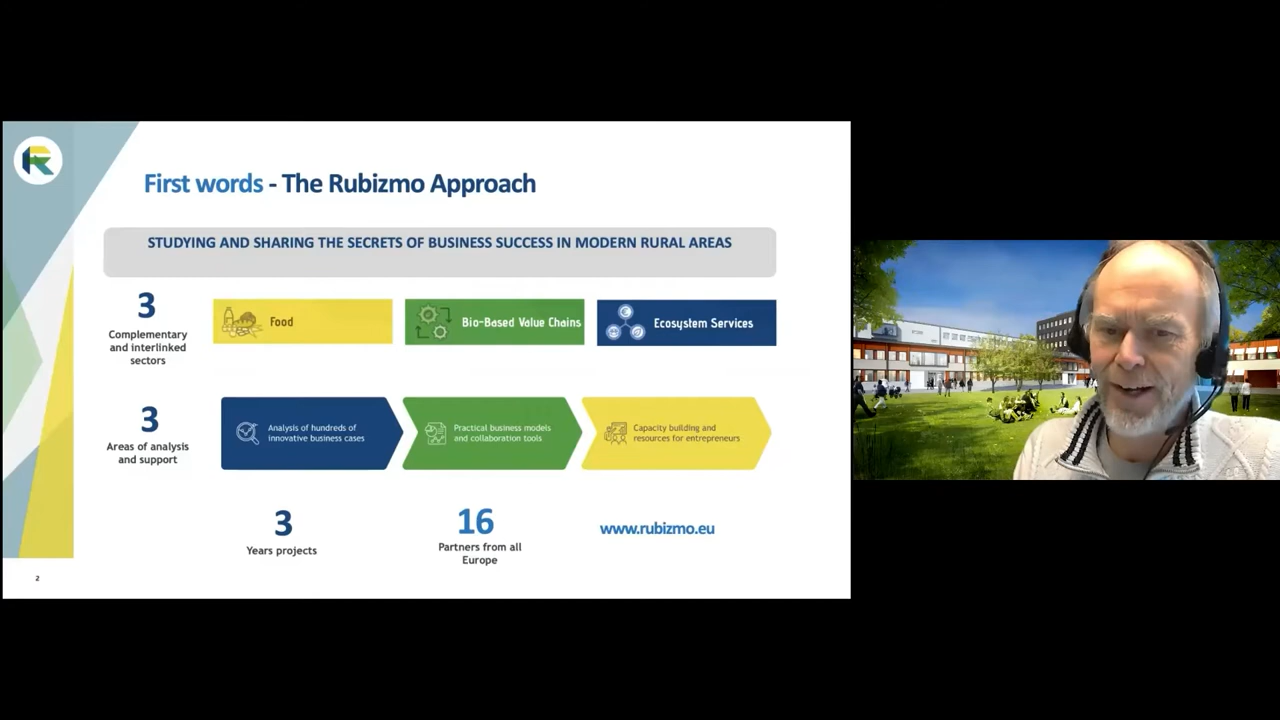 First words - The Rubizmo Approach
STUDYING AND SHARING THE SECRETS OF BUSINESS SUCCESS IN MODERN RURAL AREAS
3
Complementary
and interlinked
sectors
Food
Bio-Based Value Chains
Ecosystem Services
3
Areas of analysis
and support
Analysis of hundreds of
innovative business cases
Practical business models
and collaboration tools
Capacity building and
resources for entrepreneurs
3
Years projects
16
Partners from all
Europe
www.rubizmo.eu
2